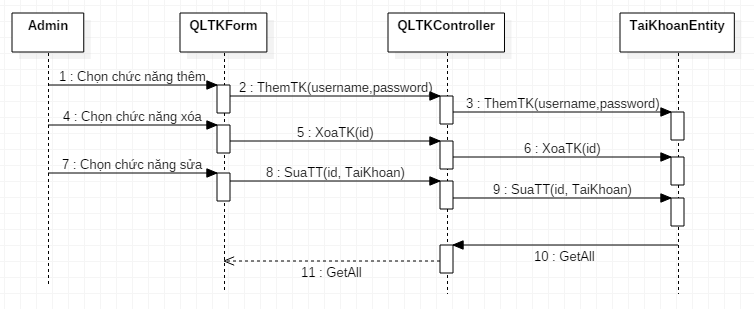 Admin
QLTKForm
QLTKController
TaiKhoanEntity
1 : Chọn chức năng thêm
2 : ThemTK(username,password)
3 : ThemTK(username,password)
4 : Chọn chức năng xóa
5 : XoaTK(id)
6 : XoaTK(id)
7 : Chọn chức năng sửa
8 : SuaTT(id, TaiKhoan)
9 : SuaTT(id, TaiKhoan)
10 : GetAll
11 : GetAll